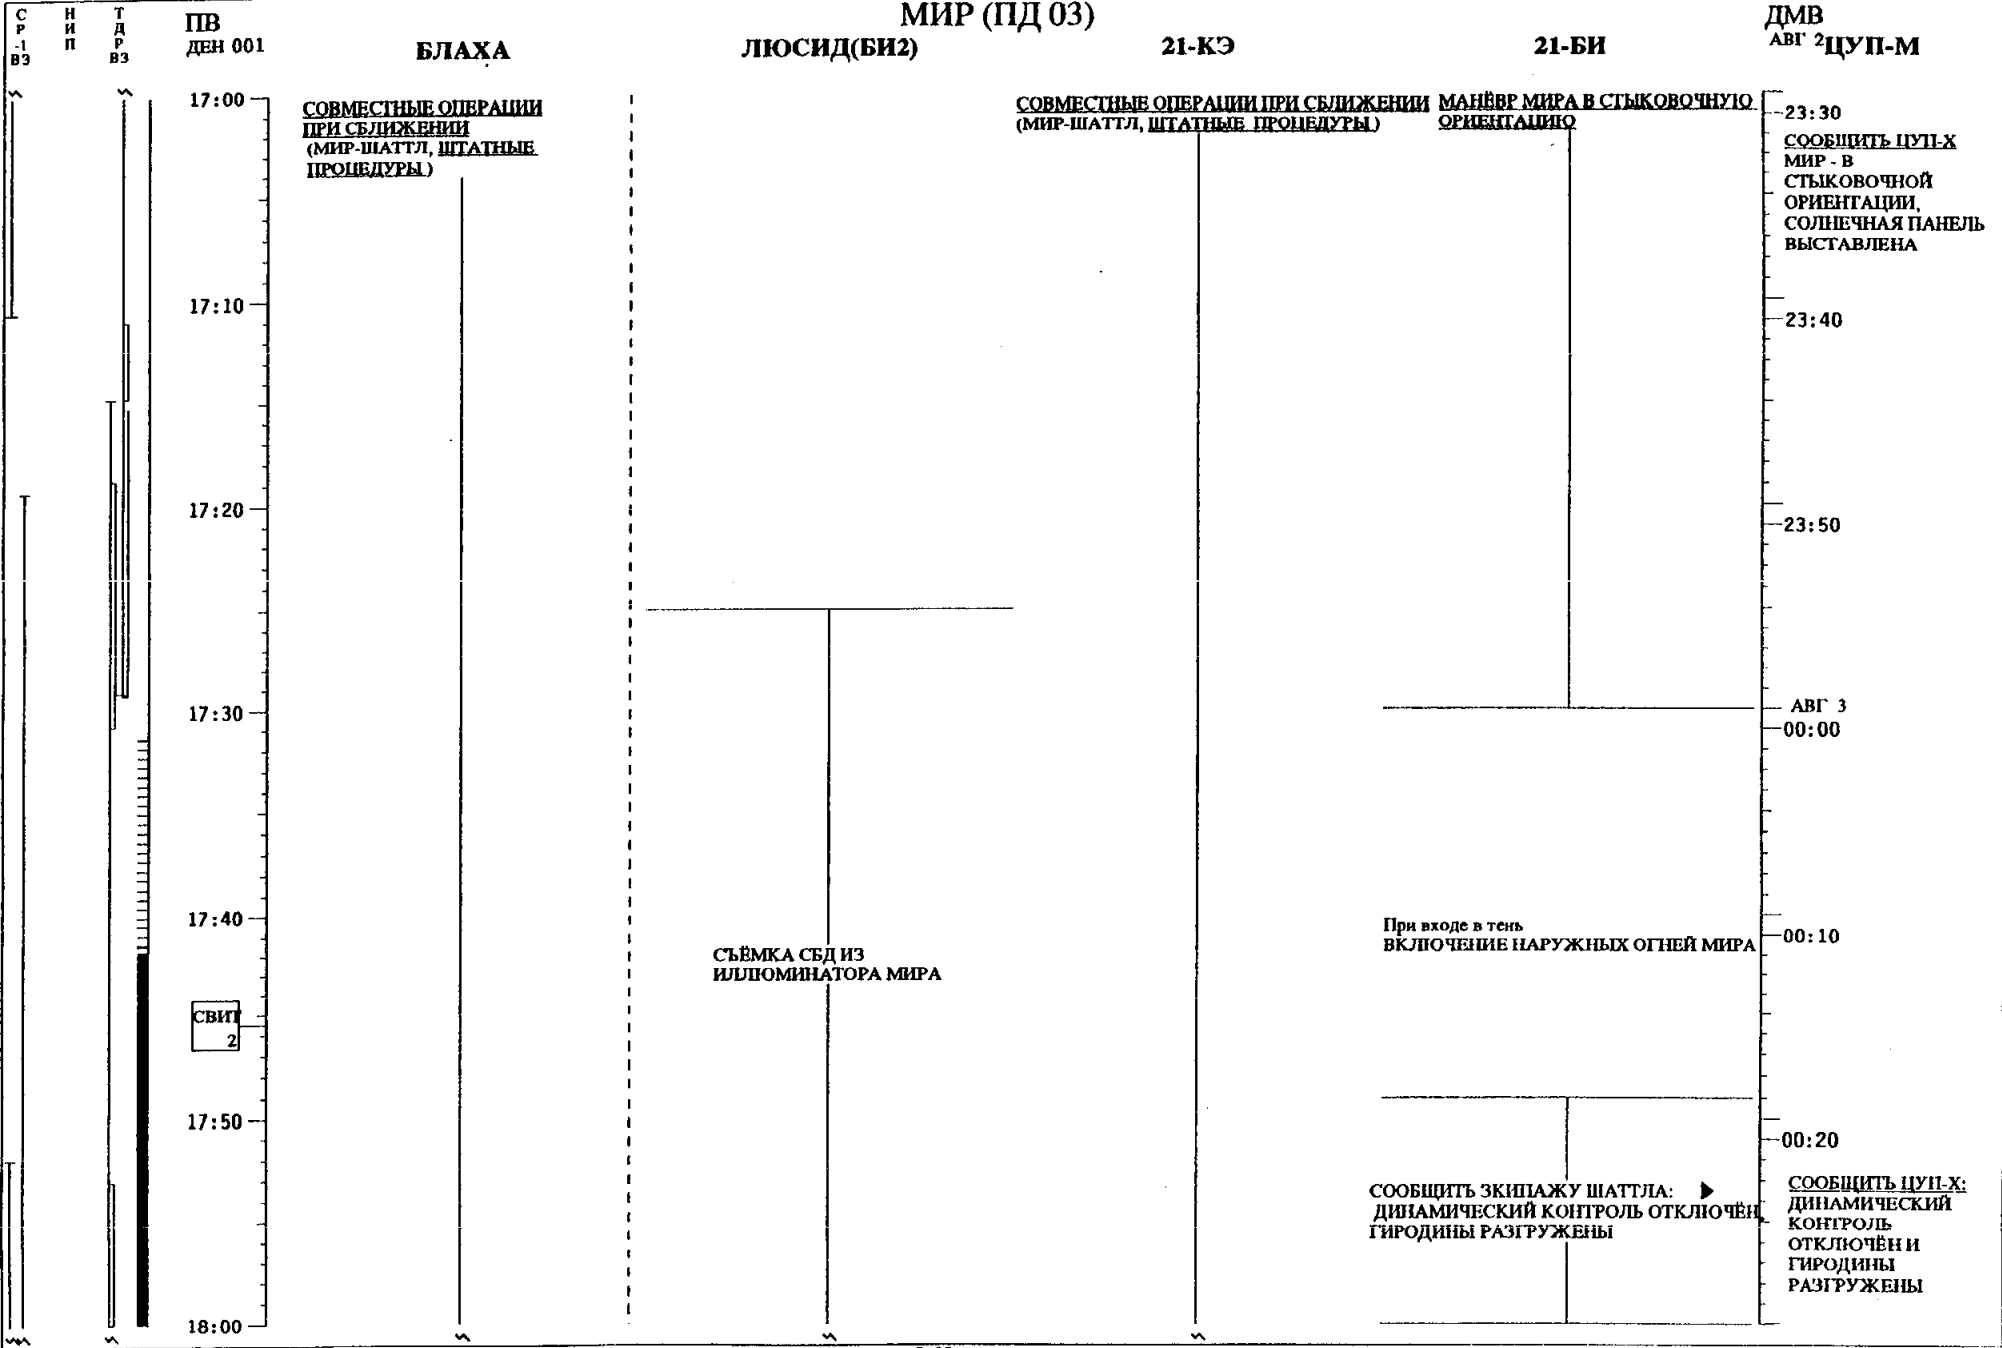 МИР (ПД 03)
СР-1 ВЗ
НИП
ТДР ВЗ
ПВ
ДЕН 001
БЛАХА
ЛЮСИД(БИ2)
21-КЭ
21-БИ
ДМВ
АВГ 2
ЦУП-М
17:00
17:10
17:20
17:30
17:40
СВИТ
2
17:50
18:00
СОВМЕСТНЫЕ ОПЕРАЦИИ
ПРИ СБЛИЖЕНИИ
(МИР-ШАТТЛ, ШТАТНЫЕ
ПРОЦЕДУРЫ)
СЪЁМКА СБД ИЗ
ИЛЛЮМИНАТОРА МИРА
СОВМЕСТНЫЕ ОПЕРАЦИИ ПРИ СБЛИЖЕНИИ
(МИР-ШАТТЛ, ШТАТНЫЕ ПРОЦЕДУРЫ)
МАНЁВР МИРА В СТЫКОВОЧНУЮ
ОРИЕНТАЦИЮ
При входе в тень
ВКЛЮЧЕНИЕ НАРУЖНЫХ ОГНЕЙ МИРА
СООБЩИТЬ ЗКИПАЖУ ШАТТЛА:
ДИНАМИЧЕСКИЙ КОНТРОЛЬ ОТКЛЮЧЁН
ГИРОДИНЫ РАЗГРУЖЕНЫ
23:30
СООБЩИТЬ ЦУП-Х
МИР - В
СТЫКОВОЧНОЙ
ОРИЕНТАЦИИ,
СОЛНЕЧНАЯ ПАНЕЛЬ
ВЫСТАВЛЕНА
23:40
23:50
АВГ 3
00:00
00:10
00:20
СООБЩИТЬ ЦУП-Х:
ДИНАМИЧЕСКИЙ
КОНТРОЛЬ
ОТКЛЮЧЁН И
ГИРОДИНЫ
РАЗГРУЖЕНЫ